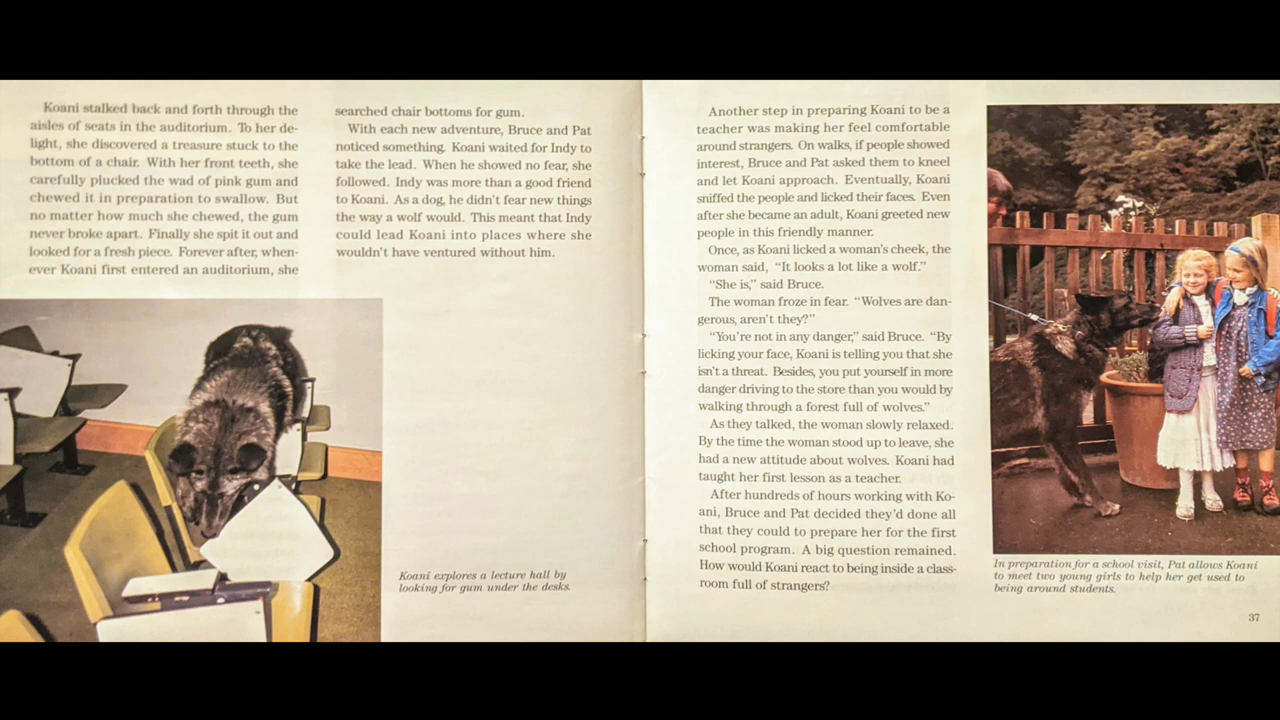 Koani stalked back and forth through the
aisles of seats in the auditorium. To her de-
light, she discovered a treasure stuck to the
bottom of a chair. With her front teeth, she
carefully plucked the wad of pink gum and
chewed it in preparation to swallow. But
no matter how much she chewed, the gum
never broke apart. Finally she spit it out and
looked for a fresh piece. Forever after, when-
ever Koani first entered an auditorium, she
searched chair bottoms for gum.
With each new adventure, Bruce and Pat
noticed something. Koani waited for Indy to
take the lead. When he showed no fear, she
followed. Indy was more than a good friend
to Koani. As a dog, he didn't fear new things
the way a wolf would. This meant that Indy
could lead Koani into places where she
wouldn't have ventured without him.
Koani explores a lecture hall by
looking for gum under the desks.
Another step in preparing Koani to be a
teacher was making her feel comfortable
around strangers. On walks, if people showed
interest, Bruce and Pat asked them to kneel
and let Koani approach. Eventually, Koani
sniffed the people and licked their faces. Even
after she became an adult, Koani greeted new
people in this friendly manner.
Once, as Koani licked a woman's cheek, the
woman said, "It looks a lot like a wolf."
"She is," said Bruce.
The woman froze in fear. "Wolves are dan-
gerous, aren't they?"
"You're not in any danger," said Bruce. "By
licking your face, Koani is telling you that she
isn't a threat. Besides, you put yourself in more
danger driving to the store than you would by
walking through a forest full of wolves."
As they talked, the woman slowly relaxed.
By the time the woman stood up to leave, she
had a new attitude about wolves. Koani had
taught her first lesson as a teacher.
After hundreds of hours working with Ko-
ani, Bruce and Pat decided they'd done all
that they could to prepare her for the first
school program. A big question remained.
How would Koani react to being inside a class-
room full of strangers?
In preparation for a school visit, Pat allows Koani
to meet two young girls to help her get used to
being around students.
37